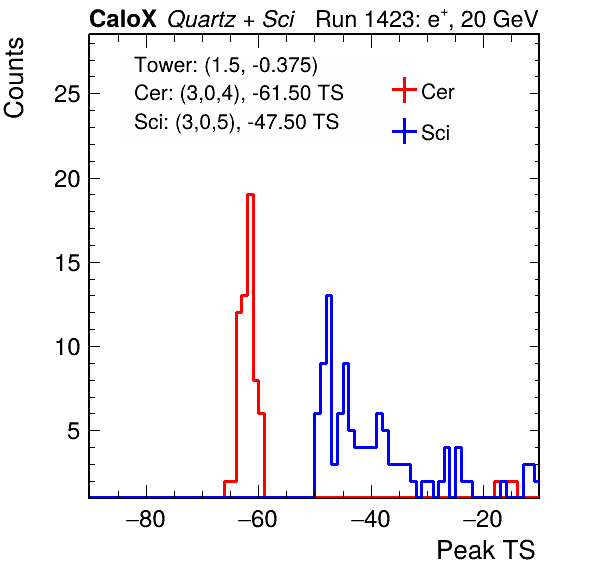 CaloX Quartz + Sci Run 1423: e⁺, 20 GeV
Tower: (1.5, -0.375)
Cer: (3,0,4), -61.50 TS
Sci: (3,0,5), -47.50 TS
Cer
Sci
Counts
25
20
15
10
5
−80 −60 −40 −20
Peak TS